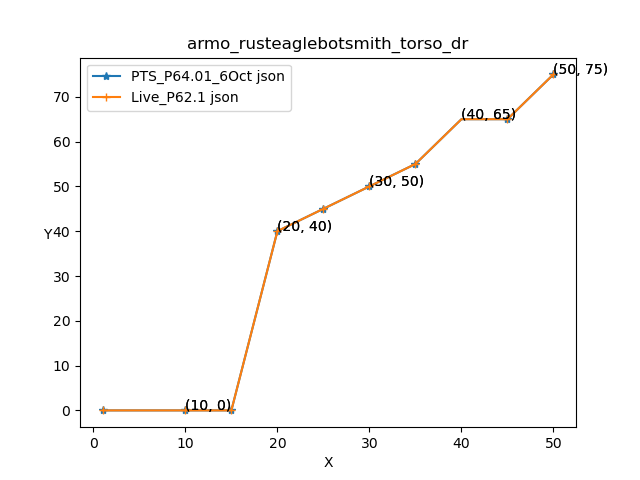 armo_rusteaglebotsmith_torso_dr
PTS_P64.01_6Oct json
Live_P62.1 json
(50, 75)
70
(40, 65)
60
50
(30, 50)
Y
40
(20, 40)
30
20
10
(10, 0)
0
0 10 20 30 40 50
X